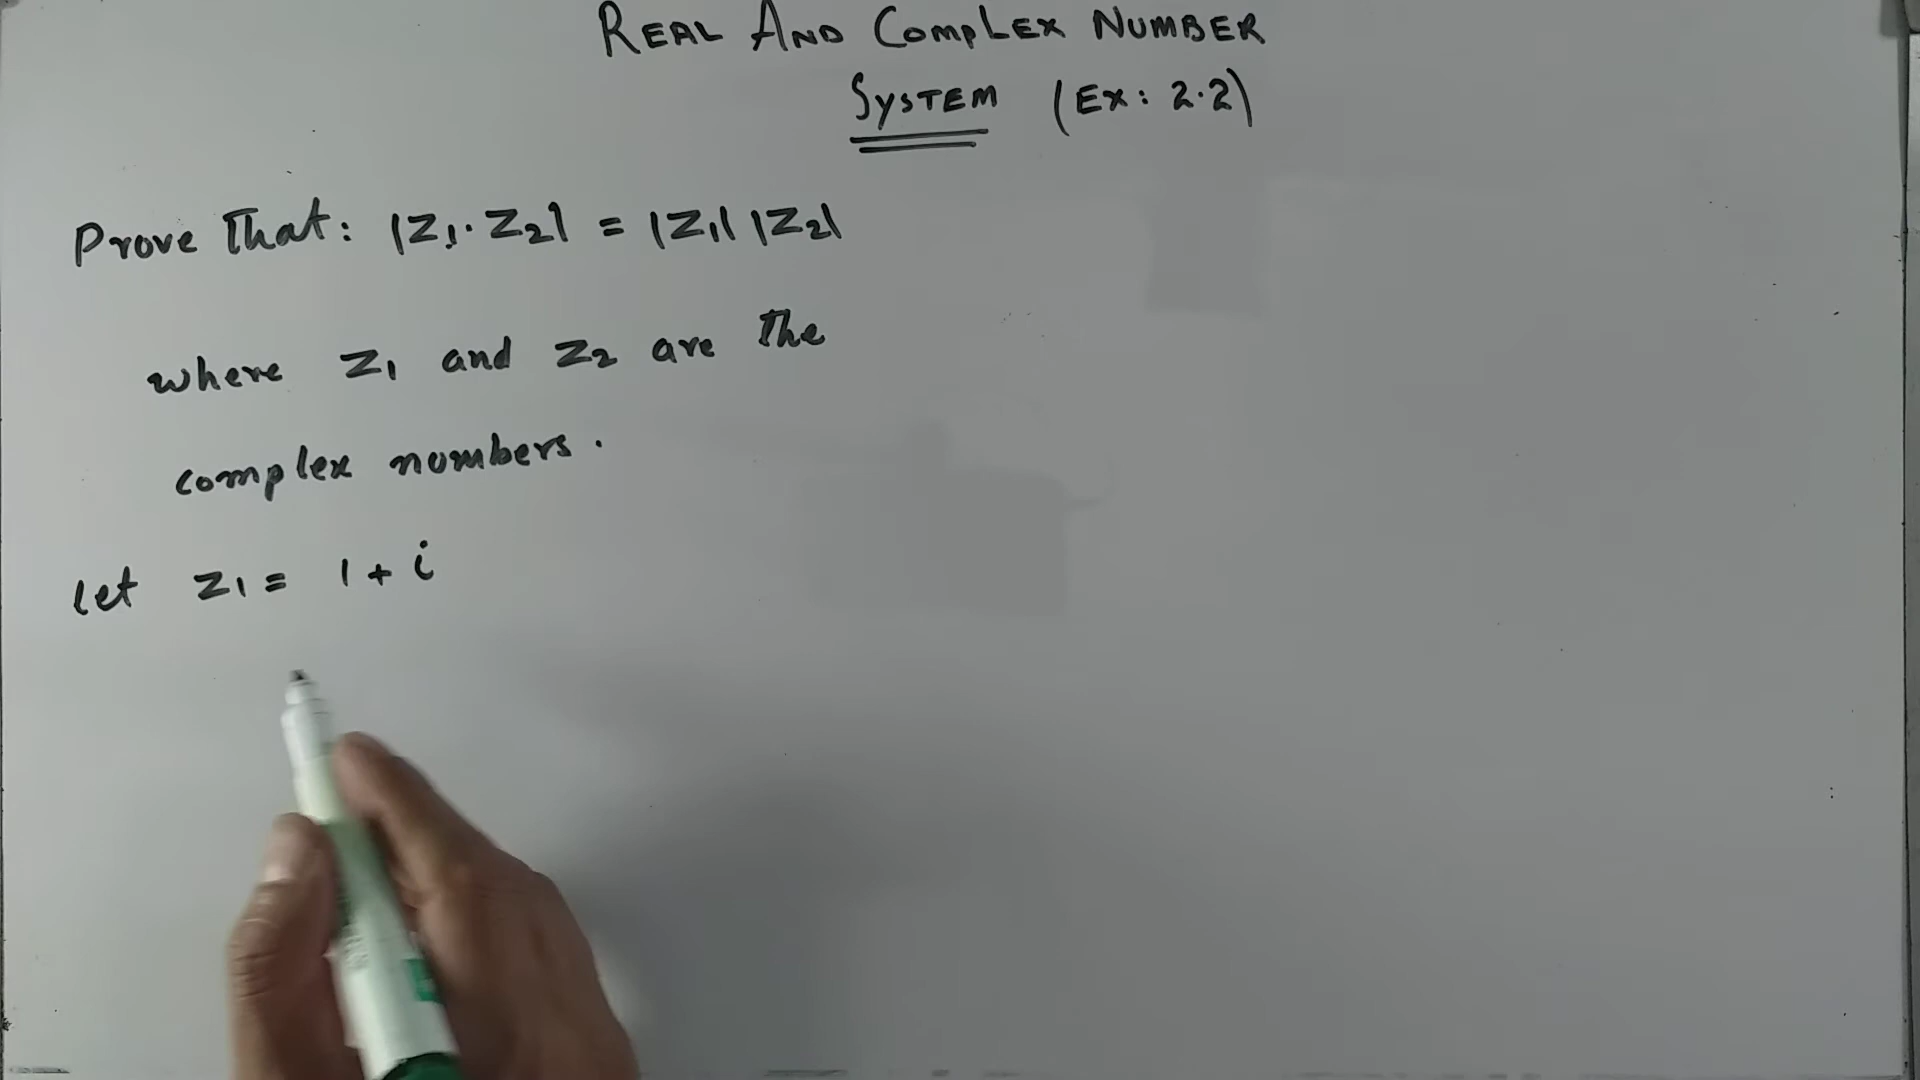 REAL AND COMPLEX NUMBER
SYSTEM (EX: 2.2)
Prove That: |Z1·Z2| = |Z1| |Z2|
where Z1 and Z2 are the
complex numbers.
let Z1 = 1 + i